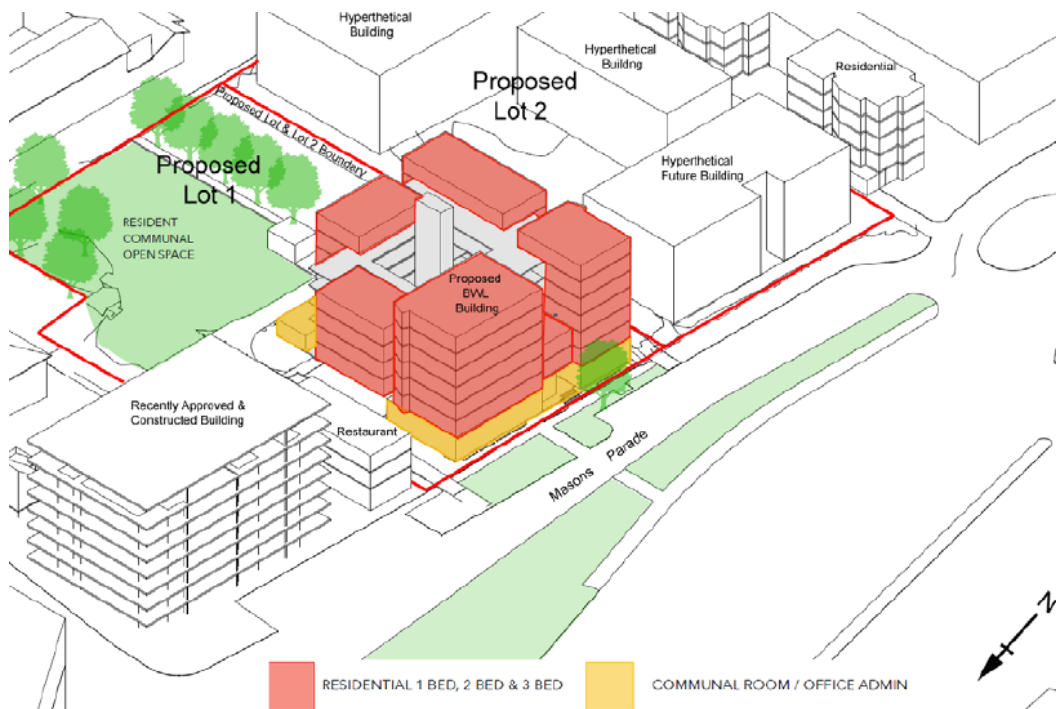 Hyperthetical
Building
Hyperthetical
Buildng
Proposed
Lot 2
Residential
Proposed Lot & Lot 2 Boundery
Proposed
Lot 1
Hyperthetical
Future Building
RESIDENT
COMMUNAL
OPEN SPACE
Proposed
BWL
Building
Recently Approved &
Constructed Building
Restaurant
Masons Parade
N
RESIDENTIAL 1 BED, 2 BED & 3 BED
COMMUNAL ROOM / OFFICE ADMIN